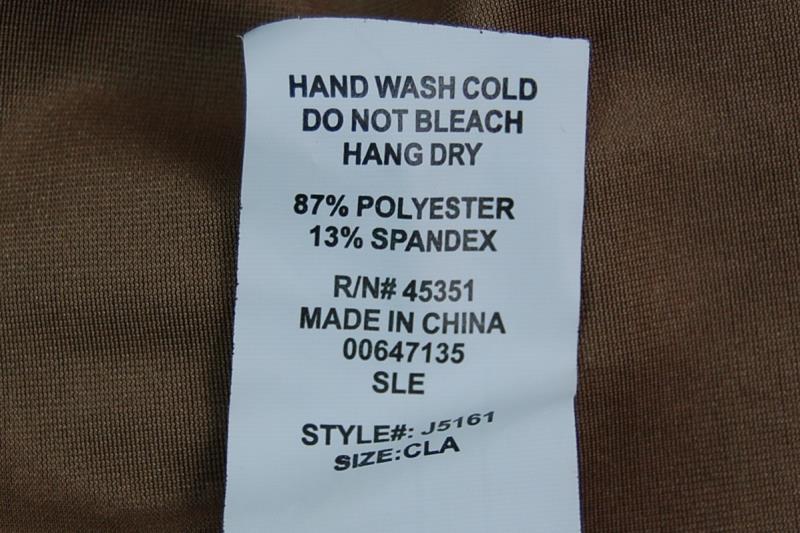 HAND WASH COLD
DO NOT BLEACH
HANG DRY
87% POLYESTER
13% SPANDEX
R/N# 45351
MADE IN CHINA
00647135
SLE
STYLE#: J5161
SIZE:CLA